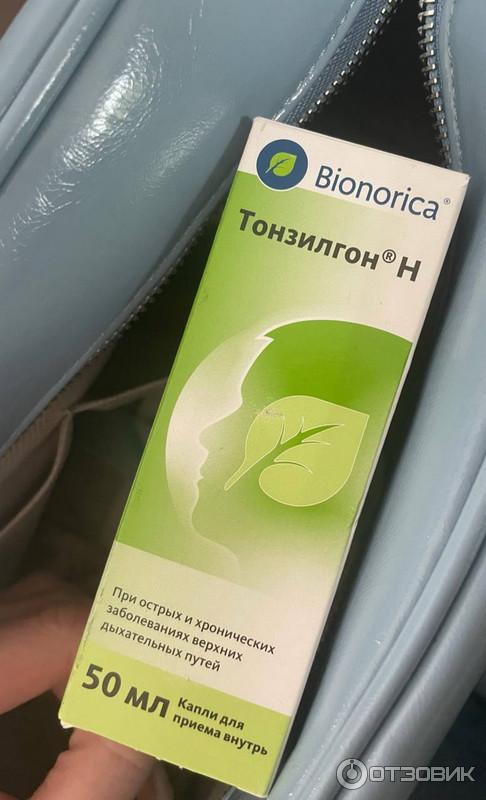 Bionorica®
Тонзилгон® Н
При острых и хронических
заболеваниях верхних
дыхательных путей
50 мл
Капли для
приема внутрь
ОТЗОВИК